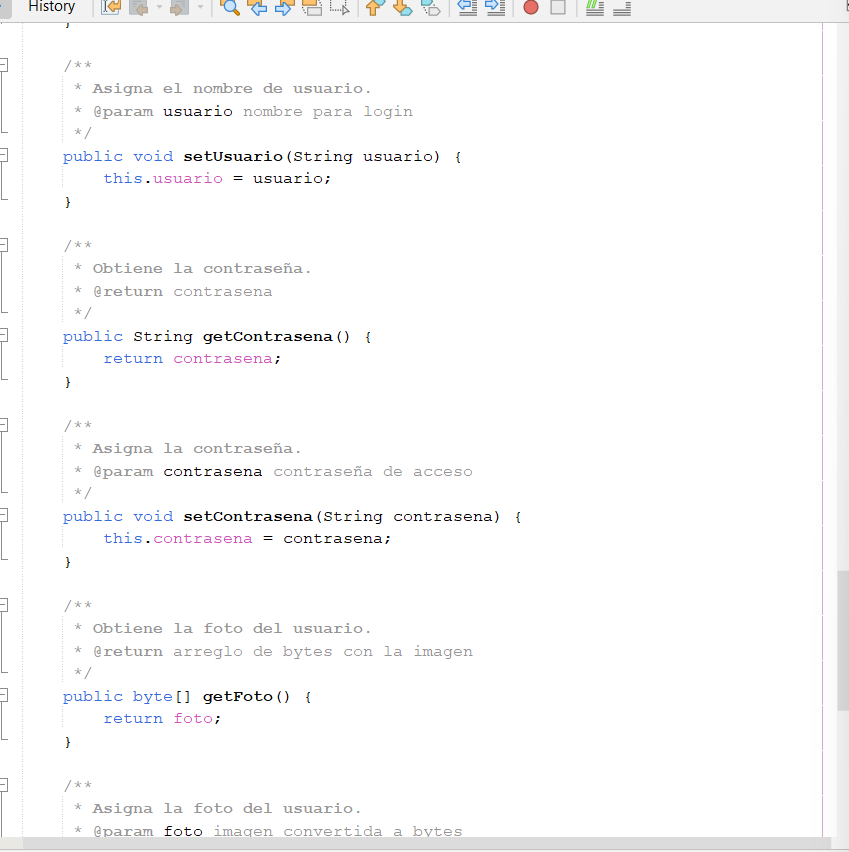 History
}
/**
* Asigna el nombre de usuario.
* @param usuario nombre para login
*/
public void setUsuario(String usuario) {
this.usuario = usuario;
}
/**
* Obtiene la contraseña.
* @return contrasena
*/
public String getContrasena() {
return contrasena;
}
/**
* Asigna la contraseña.
* @param contrasena contraseña de acceso
*/
public void setContrasena(String contrasena) {
this.contrasena = contrasena;
}
/**
* Obtiene la foto del usuario.
* @return arreglo de bytes con la imagen
*/
public byte[] getFoto() {
return foto;
}
/**
* Asigna la foto del usuario.
* @param foto imagen convertida a bytes